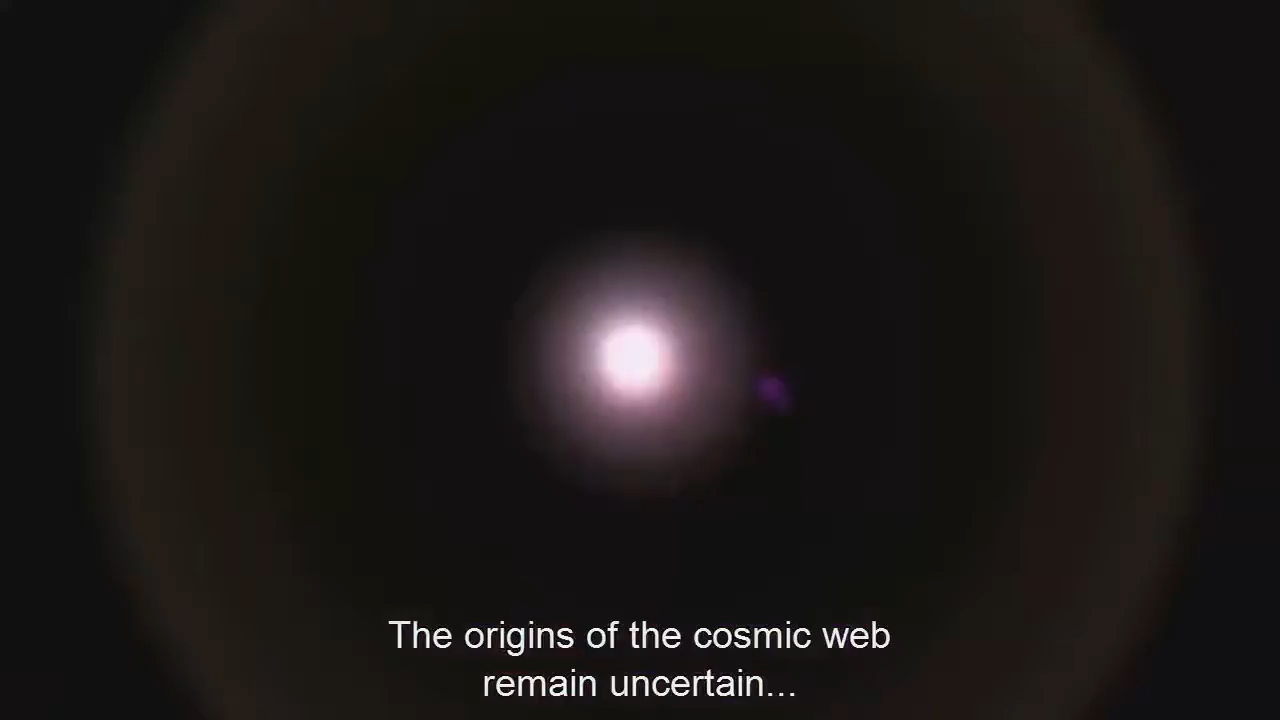 The origins of the cosmic web
remain uncertain...